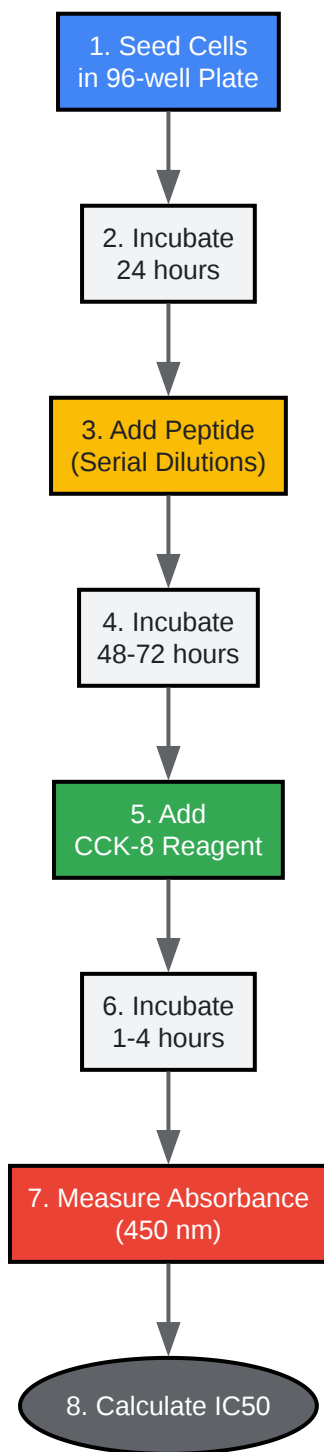 1. Seed Cells
in 96-well Plate
2. Incubate
24 hours
3. Add Peptide
(Serial Dilutions)
4. Incubate
48-72 hours
5. Add
CCK-8 Reagent
6. Incubate
1-4 hours
7. Measure Absorbance
(450 nm)
8. Calculate IC50